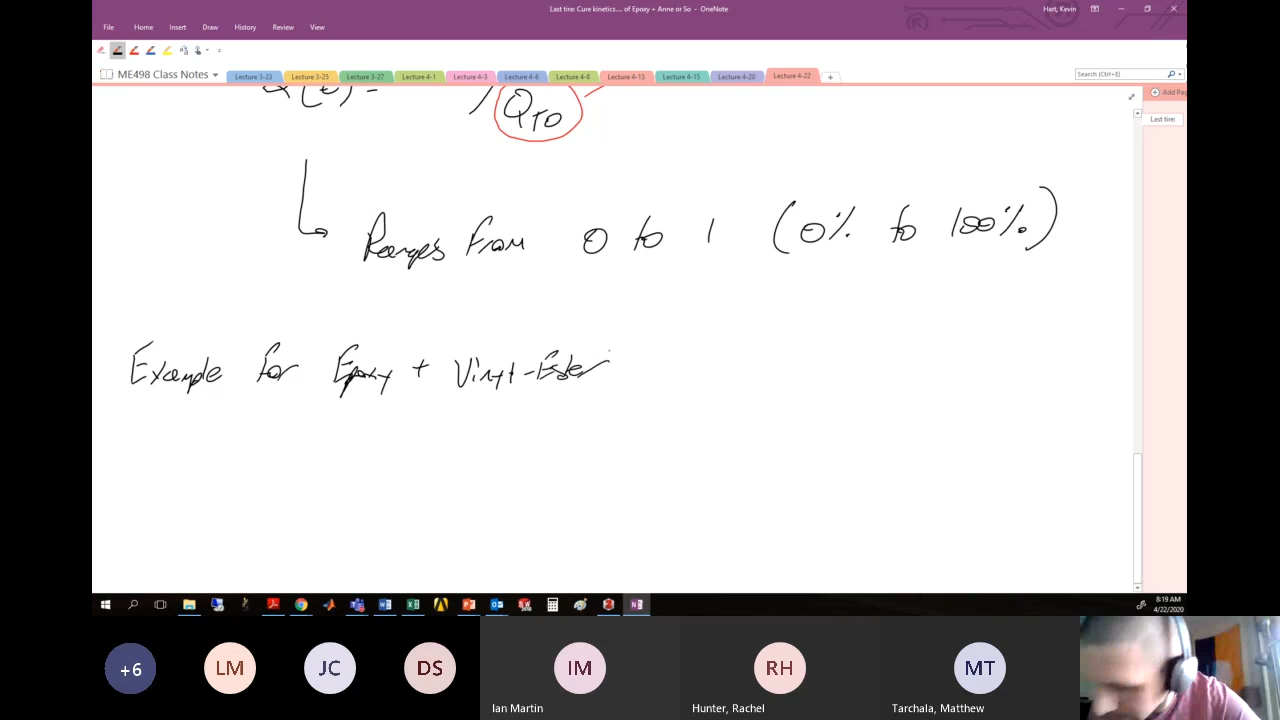 Last tire: Cure kinetics.... of Epoxy + Anne or So - OneNote
Hart, Kevin
File Home Insert Draw History Review View
ME498 Class Notes
Lecture 3-23 Lecture 3-25 Lecture 3-27 Lecture 4-1 Lecture 4-3 Lecture 4-6 Lecture 4-8 Lecture 4-13 Lecture 4-15 Lecture 4-20 Lecture 4-22
Search (Ctrl+E)
Add Pag
Last tire:
α(t) = / Q_TO
Ranges from 0 to 1 (0% to 100%)
Example for Epoxy + Vinyl-Ester
8:19 AM
4/22/2020
+6 LM JC DS IM RH MT
Ian Martin Hunter, Rachel Tarchala, Matthew